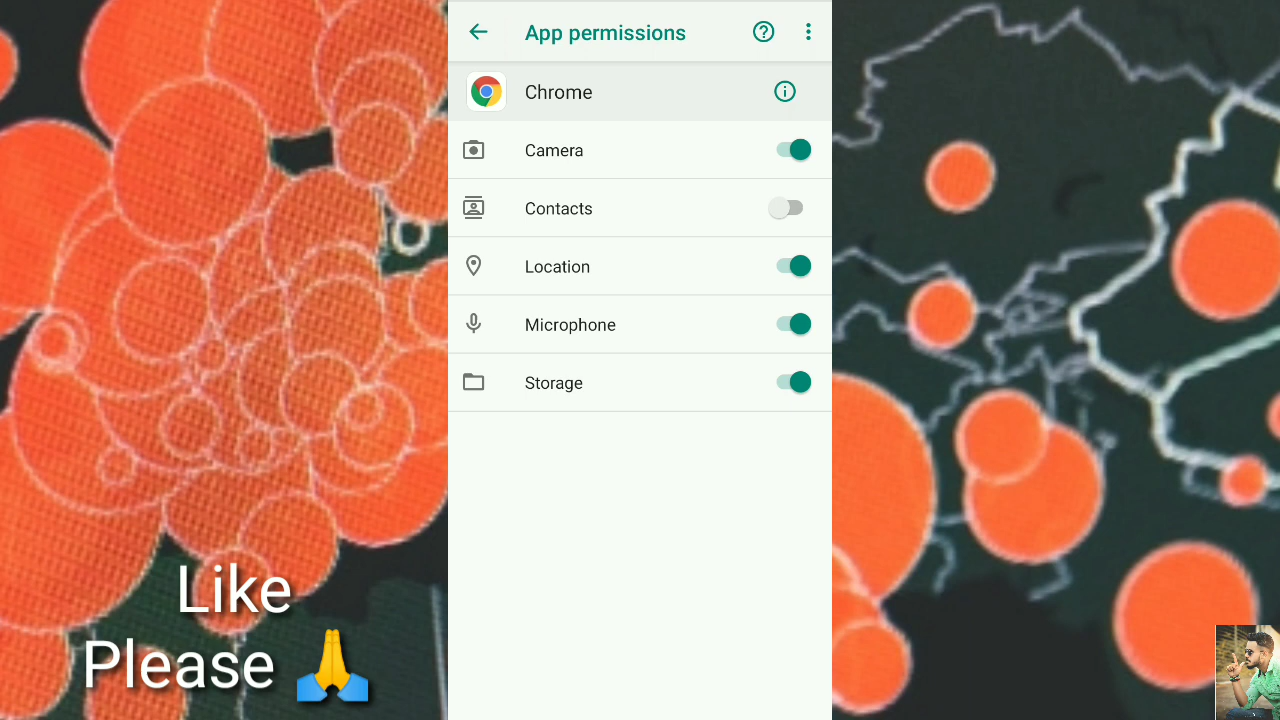 App permissions
Chrome
Camera
Contacts
Location
Microphone
Storage
Like
Please 🙏